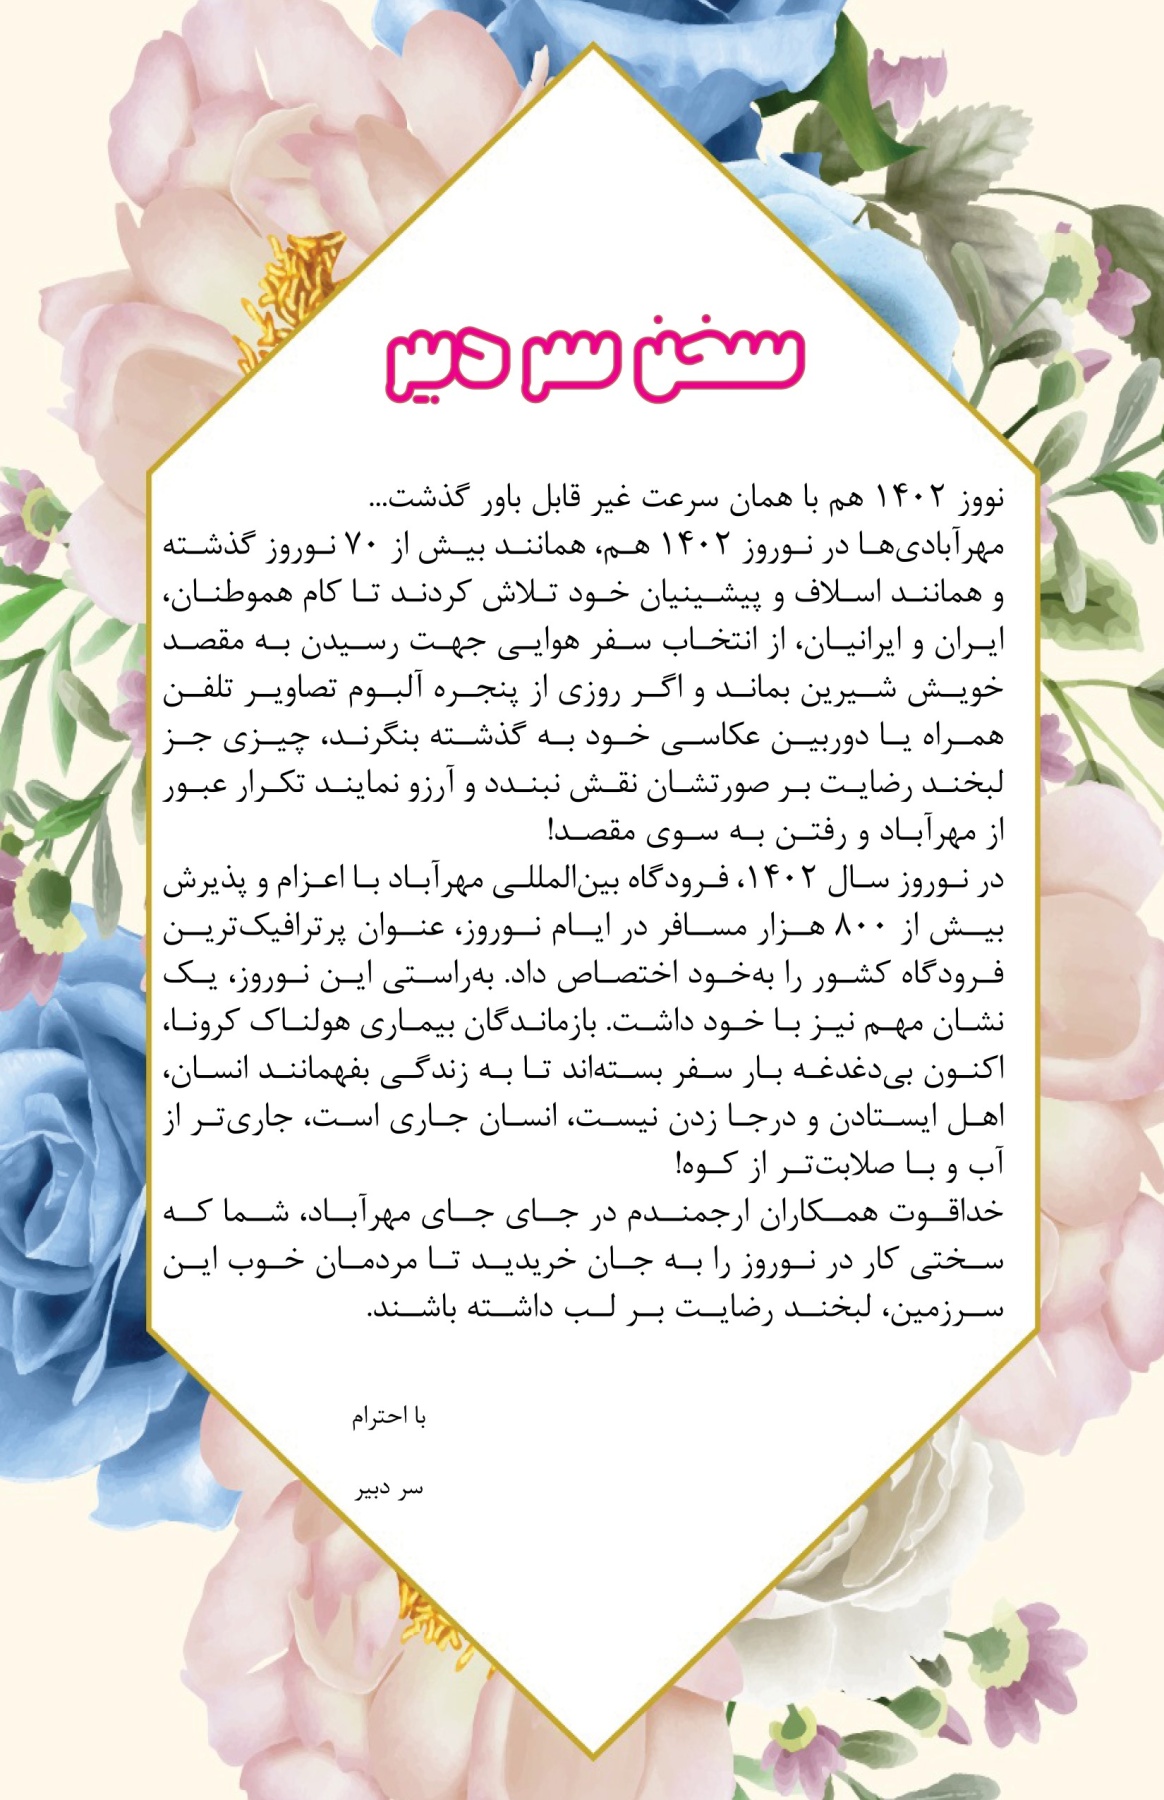 سخن سر دبیر
نووز ۱۴۰۲ هم با همان سرعت غیر قابل باور گذشت...
مهرآبادی‌ها در نوروز ۱۴۰۲ هم، همانند بیش از ۷۰ نوروز گذشته
و همانند اسلاف و پیشینیان خود تلاش کردند تا کام هموطنان،
ایران و ایرانیان، از انتخاب سفر هوایی جهت رسیدن به مقصد
خویش شیرین بماند و اگر روزی از پنجره آلبوم تصاویر تلفن
همراه یا دوربین عکاسی خود به گذشته بنگرند، چیزی جز
لبخند رضایت بر صورتشان نقش نبندد و آرزو نمایند تکرار عبور
از مهرآباد و رفتن به سوی مقصد!
در نوروز سال ۱۴۰۲، فرودگاه بین‌المللی مهرآباد با اعزام و پذیرش
بیش از ۸۰۰ هزار مسافر در ایام نوروز، عنوان پرترافیک‌ترین
فرودگاه کشور را به‌خود اختصاص داد. به‌راستی این نوروز، یک
نشان مهم نیز با خود داشت. بازماندگان بیماری هولناک کرونا،
اکنون بی‌دغدغه بار سفر بسته‌اند تا به زندگی بفهمانند انسان،
اهل ایستادن و درجا زدن نیست، انسان جاری است، جاری‌تر از
آب و با صلابت‌تر از کوه!
خداقوت همکاران ارجمندم در جای جای مهرآباد، شما که
سختی کار در نوروز را به جان خریدید تا مردمان خوب این
سرزمین، لبخند رضایت بر لب داشته باشند.
با احترام
سر دبیر